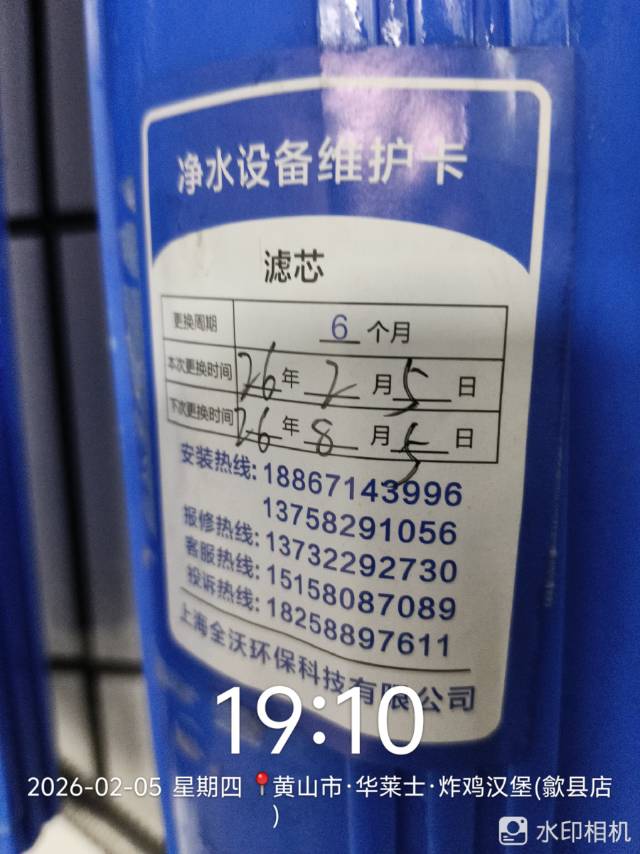 净水设备维护卡
滤芯
更换周期 6 个月
本次更换时间 26 年 2 月 5 日
下次更换时间 26 年 8 月 5 日
安装热线: 18867143996
13758291056
报修热线: 13732292730
客服热线: 15158087089
投诉热线: 18258897611
上海全沃环保科技有限公司
19:10
2026-02-05 星期四 📍黄山市·华莱士·炸鸡汉堡(歙县店
)
水印相机